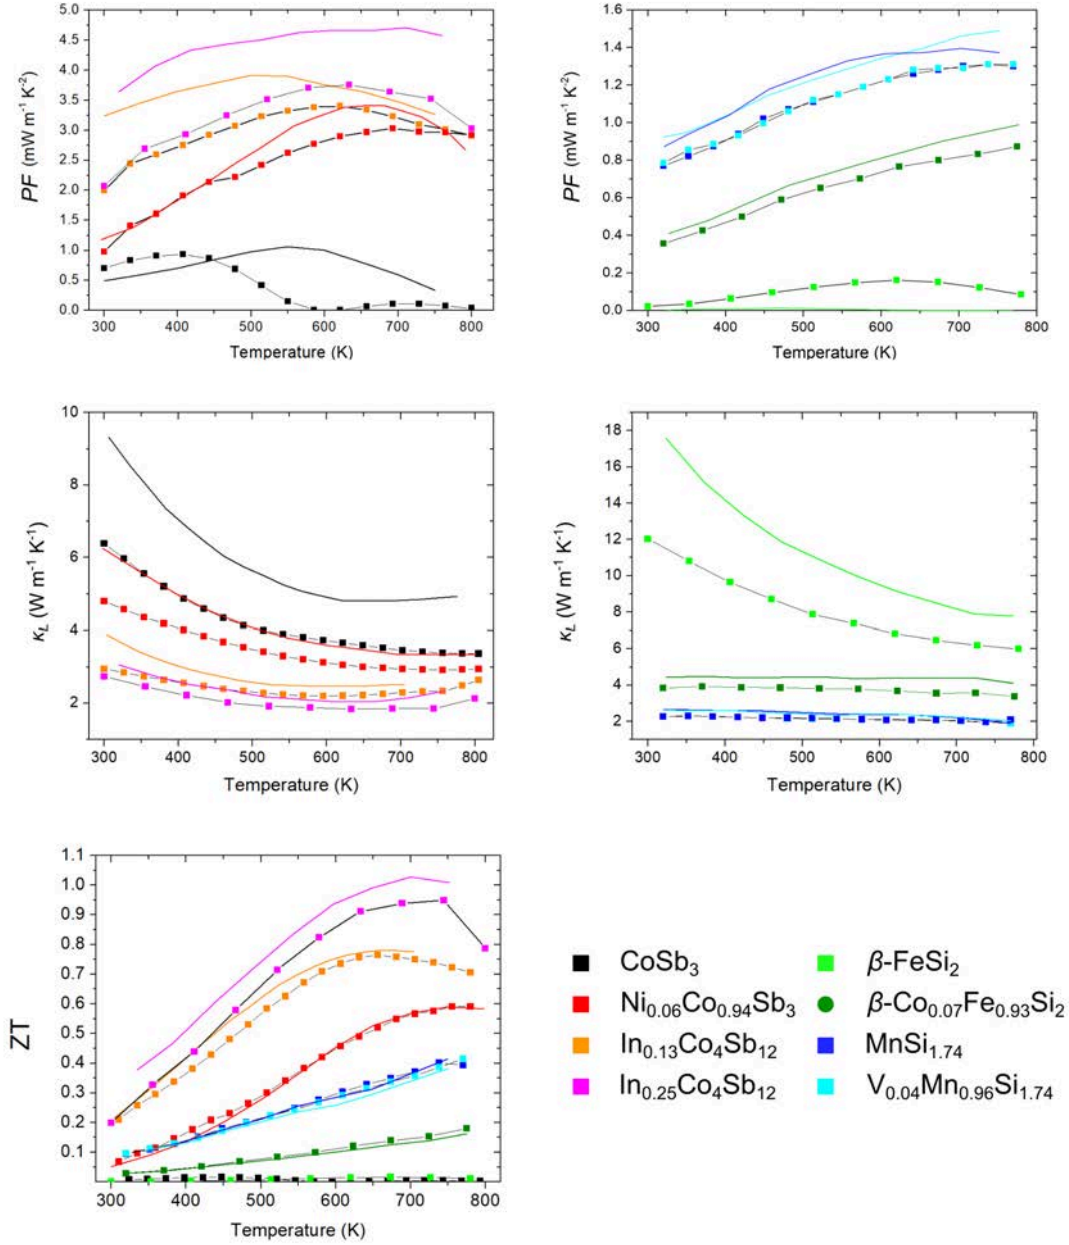 5.0
4.5
4.0
3.5
3.0
2.5
2.0
1.5
1.0
0.5
0.0
PF (mW m⁻¹ K⁻²)
300 400 500 600 700 800
Temperature (K)
1.6
1.4
1.2
1.0
0.8
0.6
0.4
0.2
0.0
PF (mW m⁻¹ K⁻²)
300 400 500 600 700 800
Temperature (K)
10
8
6
4
2
κL (W m⁻¹ K⁻¹)
300 400 500 600 700 800
Temperature (K)
18
16
14
12
10
8
6
4
2
κL (W m⁻¹ K⁻¹)
300 400 500 600 700 800
Temperature (K)
1.1
1.0
0.9
0.8
0.7
0.6
0.5
0.4
0.3
0.2
0.1
ZT
300 400 500 600 700 800
Temperature (K)
CoSb₃
Ni₀.₀₆Co₀.₉₄Sb₃
In₀.₁₃Co₄Sb₁₂
In₀.₂₅Co₄Sb₁₂
β-FeSi₂
β-Co₀.₀₇Fe₀.₉₃Si₂
MnSi₁.₇₄
V₀.₀₄Mn₀.₉₆Si₁.₇₄